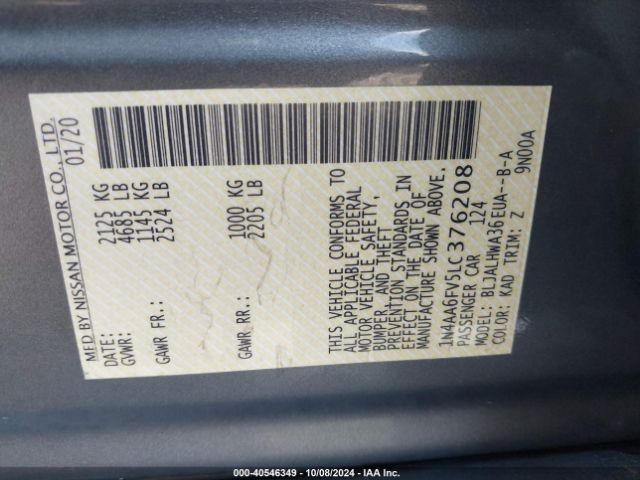 MFD BY NISSAN MOTOR CO., LTD.
DATE: 01/20
GVWR: 2125 KG
4685 LB
GAWR FR.: 1145 KG
2524 LB
GAWR RR.: 1000 KG
2205 LB
THIS VEHICLE CONFORMS TO
ALL APPLICABLE FEDERAL
MOTOR VEHICLE SAFETY,
BUMPER, AND THEFT
PREVENTION STANDARDS IN
EFFECT ON THE DATE OF
MANUFACTURE SHOWN ABOVE.
1N4AA6FV5LC376208
PASSENGER CAR 124
MODEL: BLJALHWA36EUA--B-A
COLOR: KAD TRIM: Z 9N00A
000-40546349 - 10/08/2024 - IAA Inc.